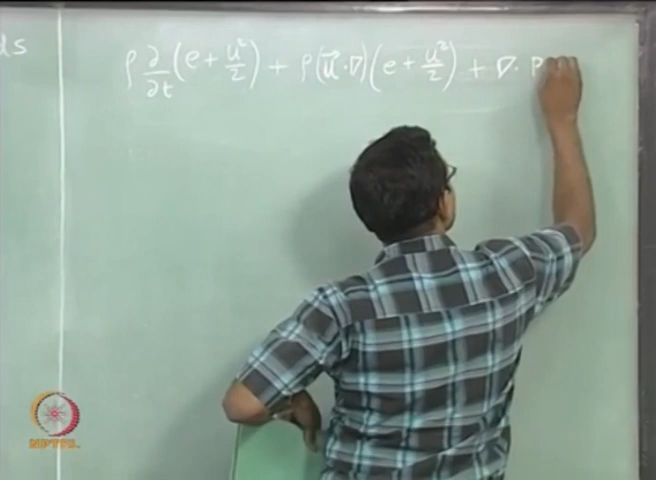 ds
ρ ∂/∂t (e + u²/2) + ρ(u⃗·∇)(e + u²/2) + ∇· P
NPTEL